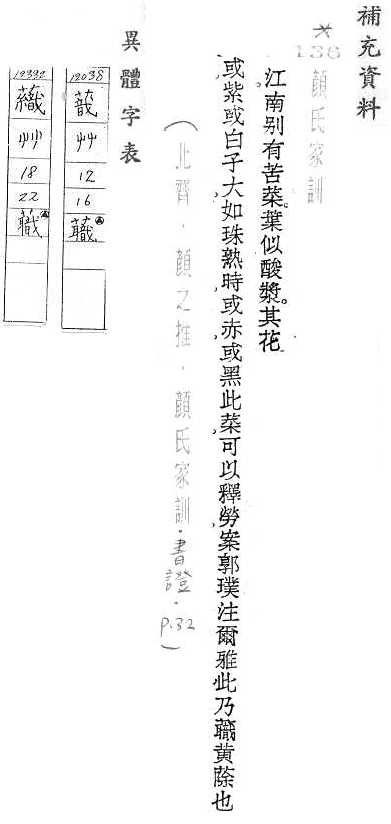 補充資料
※
136 顏氏家訓
江南别有苦菜葉似酸漿。其花
或紫或白子大如珠熟時或赤或黑此菜可以釋勞案郭璞注爾雅此乃蘵黄蒢也
(北齊．顏之推．顏氏家訓．書證．p.32)
異體字表
12038
艸
12
16
蘵
12332
蘵
艸
18
22
蘵